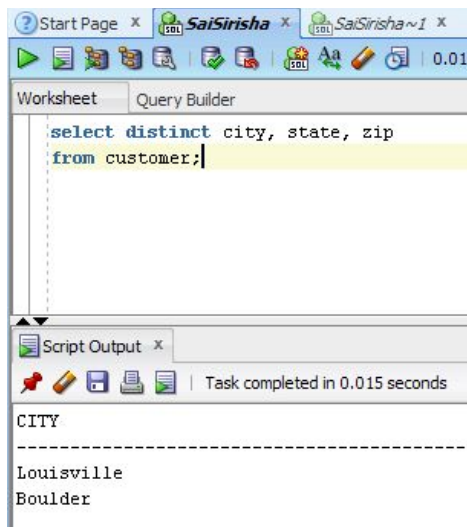 Start Page x SaiSirisha x SaiSirisha~1 x
0.01
Worksheet Query Builder
select distinct city, state, zip
from customer;
Script Output x
Task completed in 0.015 seconds
CITY
--------------------------------------------
Louisville
Boulder